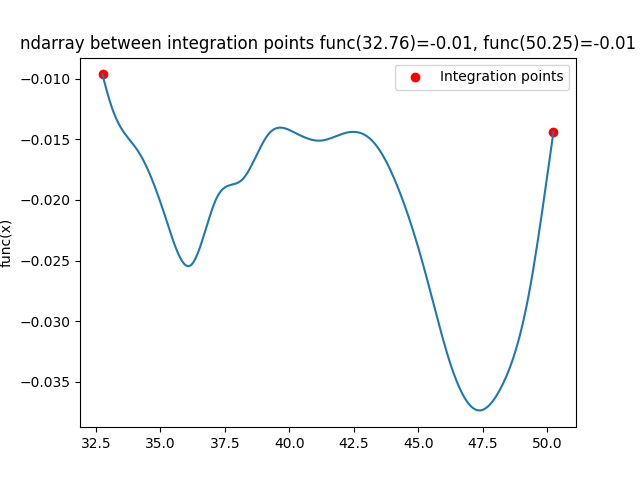 ndarray between integration points func(32.76)=-0.01, func(50.25)=-0.01
Integration points
func(x)
−0.010
−0.015
−0.020
−0.025
−0.030
−0.035
32.5 35.0 37.5 40.0 42.5 45.0 47.5 50.0